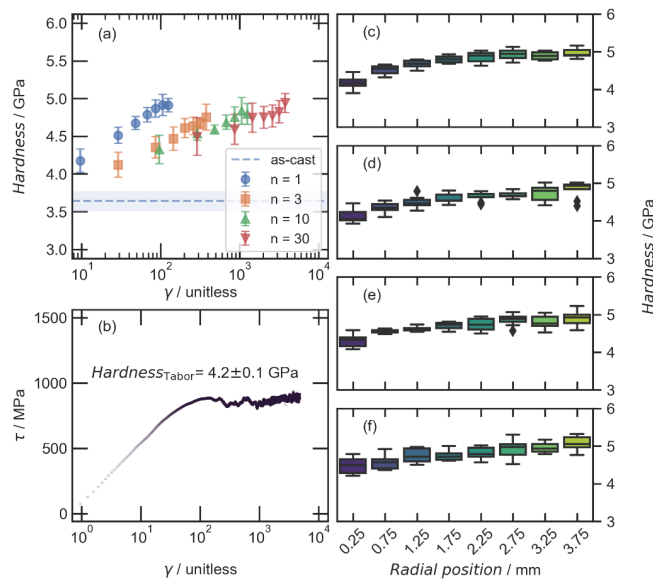 (a)
6.0
5.5
5.0
4.5
4.0
3.5
3.0
Hardness / GPa
as-cast
n = 1
n = 3
n = 10
n = 30
10¹ 10² 10³ 10⁴
γ / unitless
(b)
1500
1000
500
0
τ / MPa
Hardness_Tabor = 4.2±0.1 GPa
10⁰ 10¹ 10² 10³ 10⁴
γ / unitless
(c)
6
5
4
3
(d)
6
5
4
3
(e)
6
5
4
3
(f)
6
5
4
3
Hardness / GPa
0.25 0.75 1.25 1.75 2.25 2.75 3.25 3.75
Radial position / mm